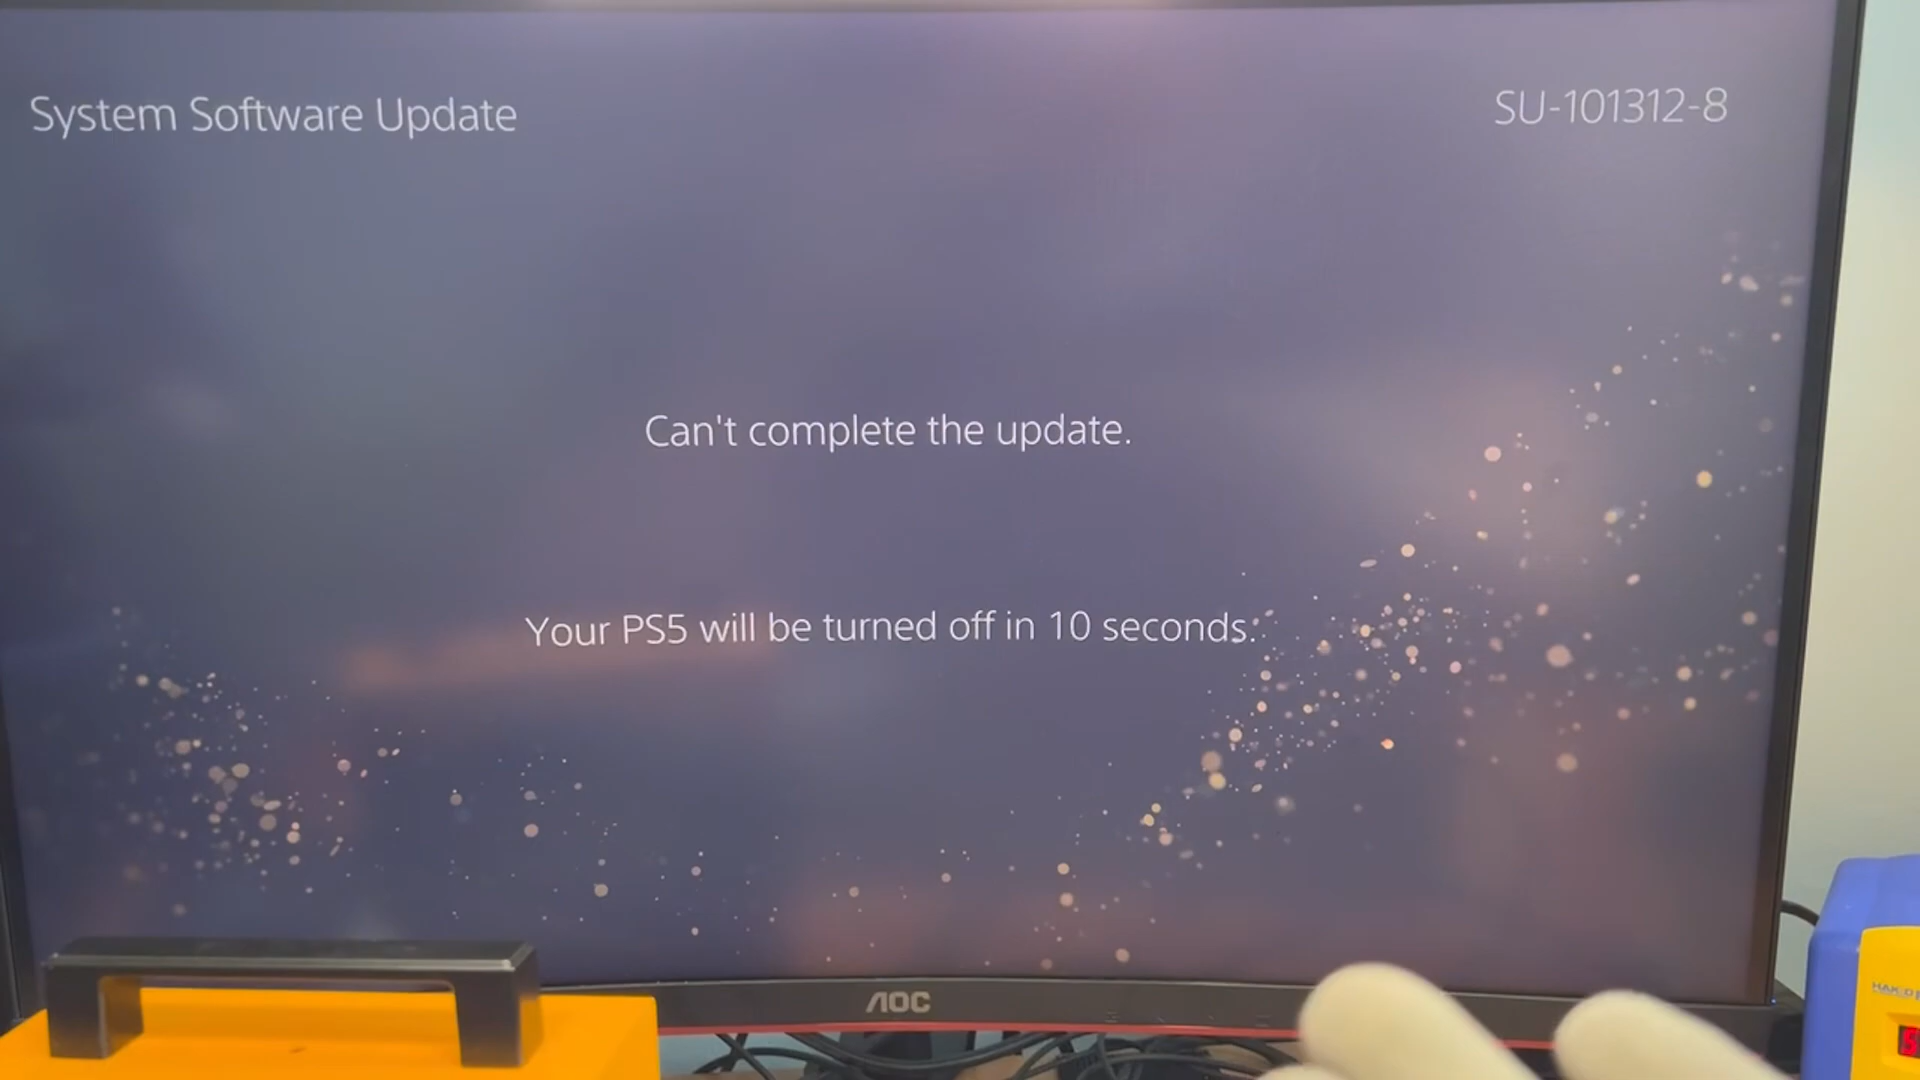 System Software Update
SU-101312-8
Can't complete the update.
Your PS5 will be turned off in 10 seconds.
AOC